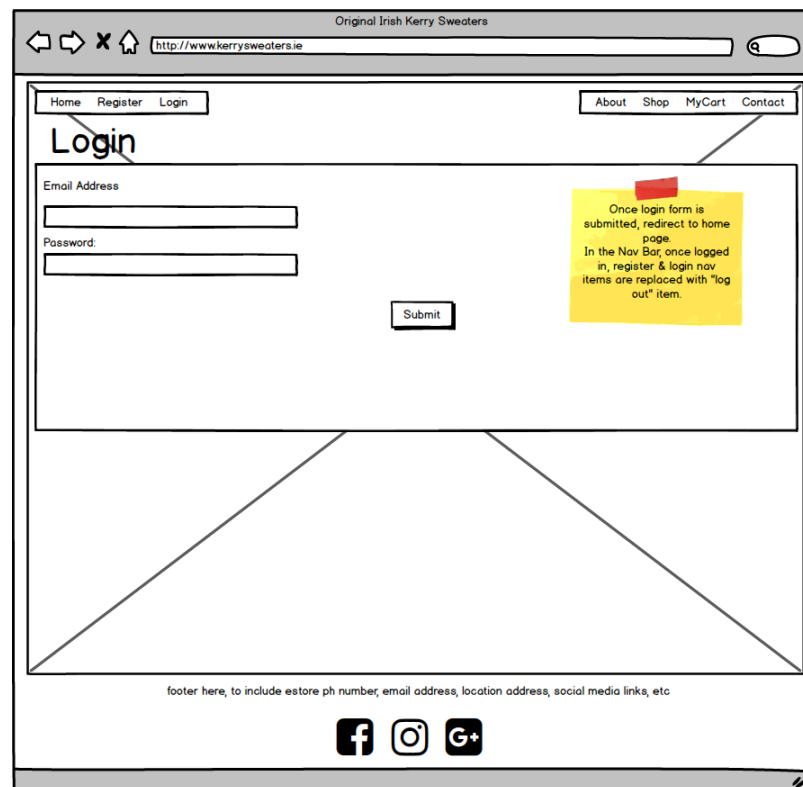 Original Irish Kerry Sweaters
http://www.kerrysweaters.ie
Home Register Login
About Shop MyCart Contact
Login
Email Address
Password:
Submit
Once login form is
submitted, redirect to home
page.
In the Nav Bar, once logged
in, register & login nav
items are replaced with "log
out" item.
footer here, to include estore ph number, email address, location address, social media links, etc
G+